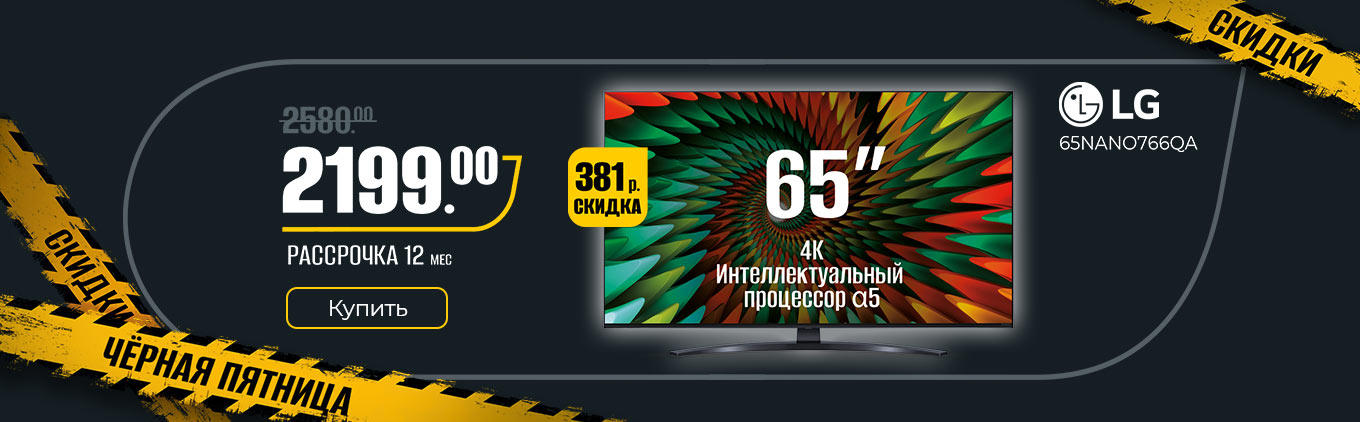 СКИДКИ
2580.00
2199.00
РАССРОЧКА 12 МЕС
Купить
381 р.
СКИДКА
65"
4К
Интеллектуальный
процессор α5
LG
65NANO766QA
СКИДКИ
ЧЁРНАЯ ПЯТНИЦА